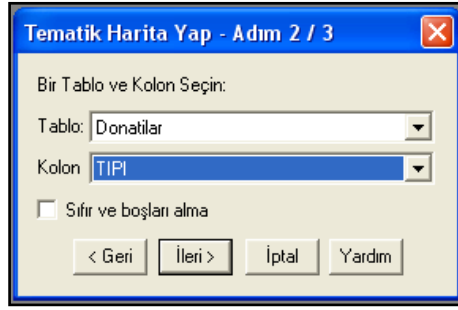 Tematik Harita Yap - Adım 2 / 3
Bir Tablo ve Kolon Seçin:
Tablo: Donatilar
Kolon TIPI
Sıfır ve boşları alma
< Geri İleri > İptal Yardım